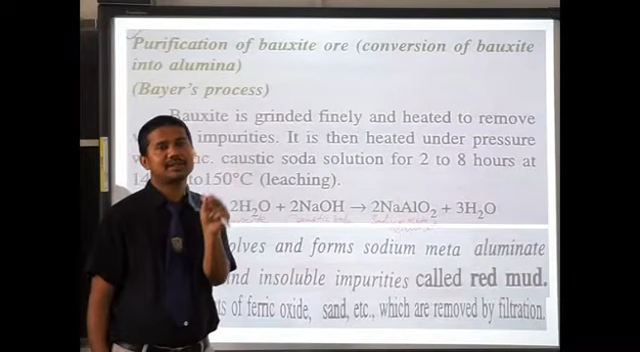 Purification of bauxite ore (conversion of bauxite
into alumina)
(Bayer's process)
Bauxite is grinded finely and heated to remove
impurities. It is then heated under pressure
caustic soda solution for 2 to 8 hours at
to150°C (leaching).
2H₂O + 2NaOH → 2NaAlO₂ + 3H₂O
and forms sodium meta aluminate
and insoluble impurities called red mud.
of ferric oxide, sand, etc., which are removed by filtration.